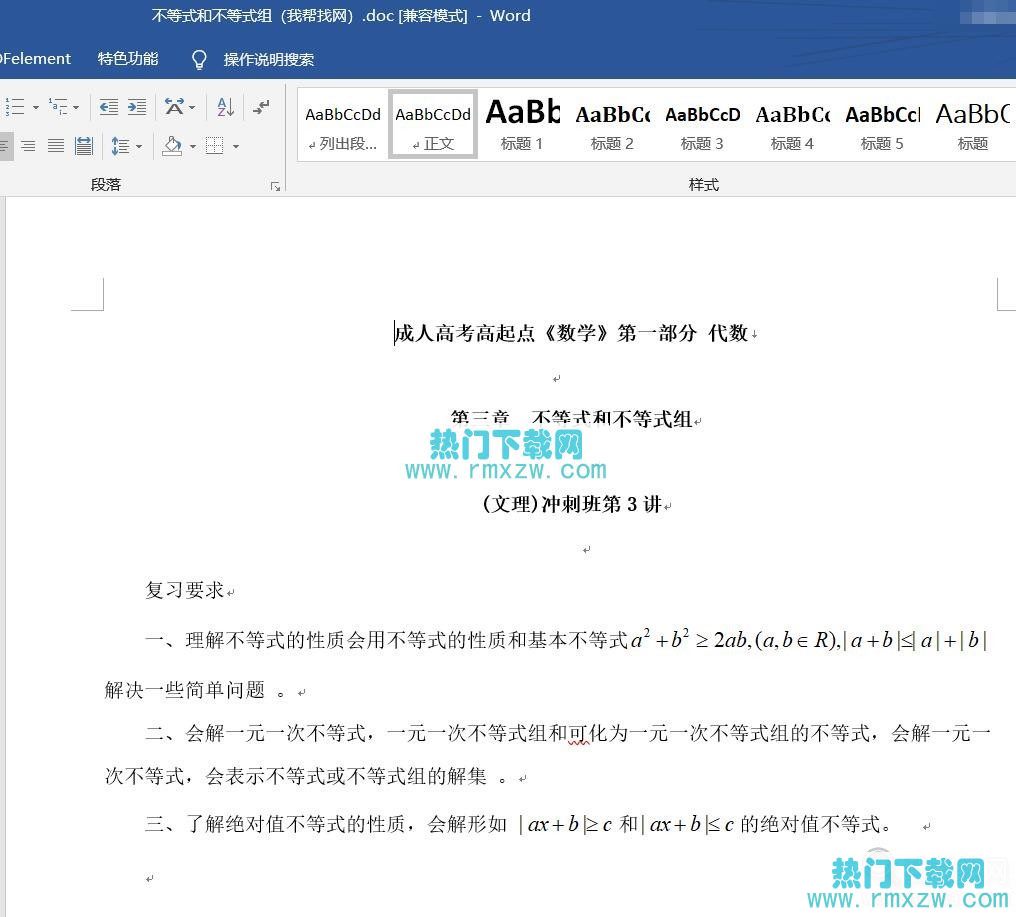 不等式和不等式组（我帮找网）.doc [兼容模式] - Word
DFelement 特色功能 操作说明搜索
AaBbCcDd AaBbCcDd AaBb AaBbCc AaBbCcD AaBbCc AaBbCcl AaBbC
列出段... 正文 标题 1 标题 2 标题 3 标题 4 标题 5 标题
段落 样式
成人高考高起点《数学》第一部分 代数
第三章 不等式和不等式组
热门下载网
www.rmxzw.com
(文理)冲刺班第 3 讲
复习要求
一、理解不等式的性质会用不等式的性质和基本不等式a²+b²≥2ab,(a,b∈R),|a+b|≤|a|+|b|
解决一些简单问题 。
二、会解一元一次不等式，一元一次不等式组和可化为一元一次不等式组的不等式，会解一元一
次不等式，会表示不等式或不等式组的解集 。
三、了解绝对值不等式的性质，会解形如 |ax+b|≥c 和|ax+b|≤c 的绝对值不等式。
热门下载网
www.rmxzw.com